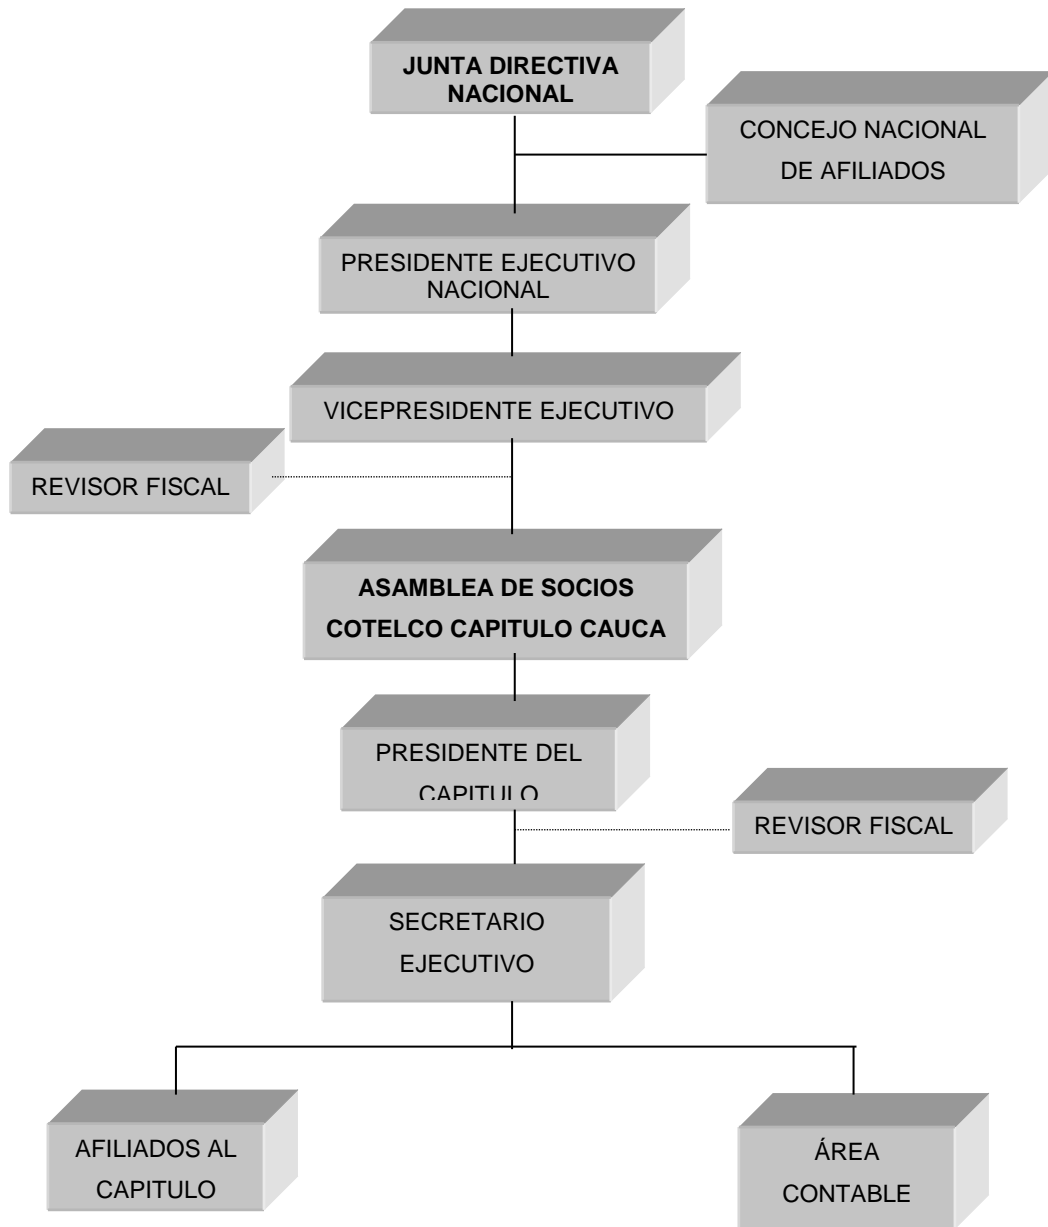 JUNTA DIRECTIVA
NACIONAL
CONCEJO NACIONAL
DE AFILIADOS
PRESIDENTE EJECUTIVO
NACIONAL
VICEPRESIDENTE EJECUTIVO
REVISOR FISCAL
ASAMBLEA DE SOCIOS
COTELCO CAPITULO CAUCA
PRESIDENTE DEL
CAPITULO
REVISOR FISCAL
SECRETARIO
EJECUTIVO
AFILIADOS AL
CAPITULO
ÁREA
CONTABLE